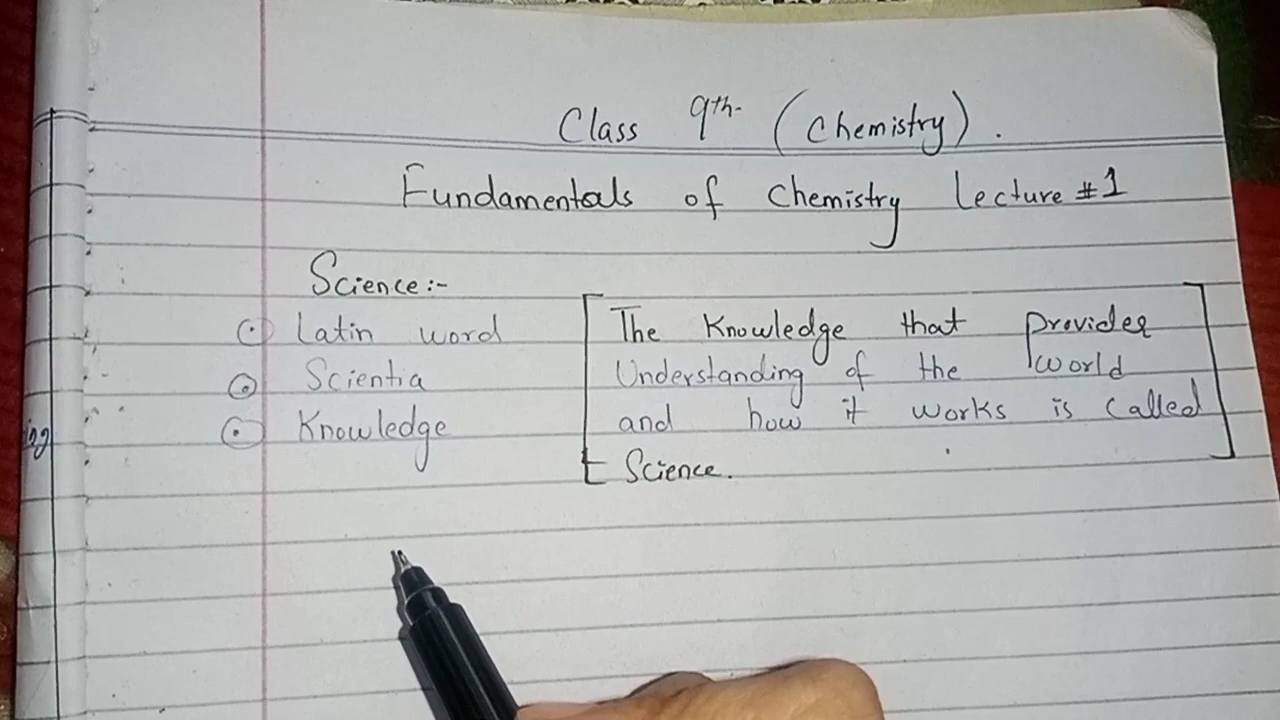 Class 9th (Chemistry).
Fundamentals of Chemistry Lecture #1
Science:-
Latin word
Scientia
Knowledge
The Knowledge that provides
Understanding of the world
and how it works is called
Science.